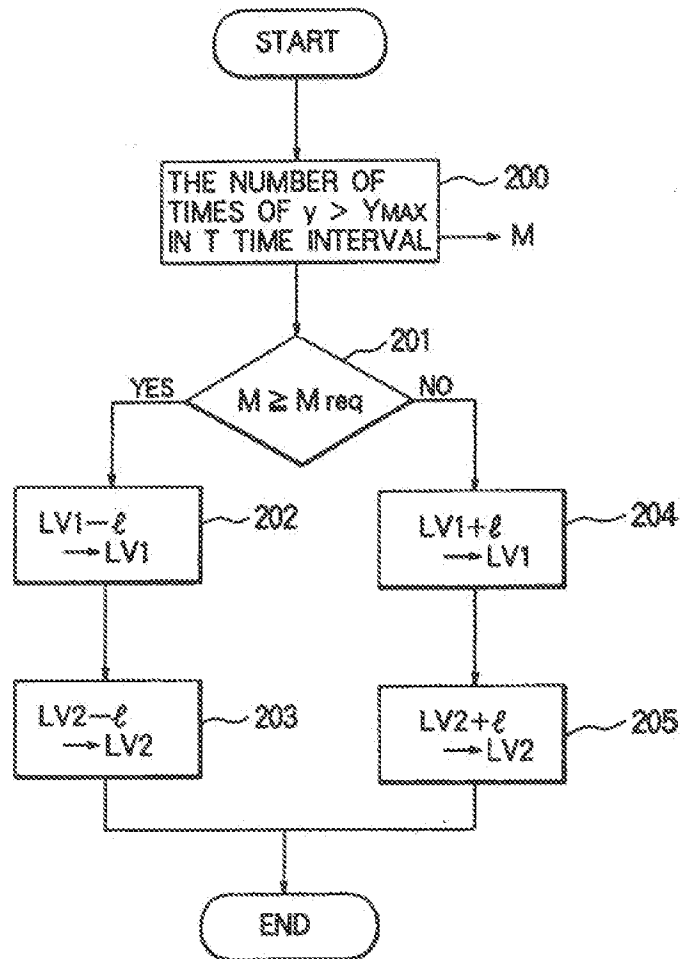 START
THE NUMBER OF
TIMES OF y > YMAX
IN T TIME INTERVAL → M
200
201
YES
M ≧ M req
NO
LV1−ℓ
→ LV1
202
LV1+ℓ
→ LV1
204
LV2−ℓ
→ LV2
203
LV2+ℓ
→ LV2
205
END